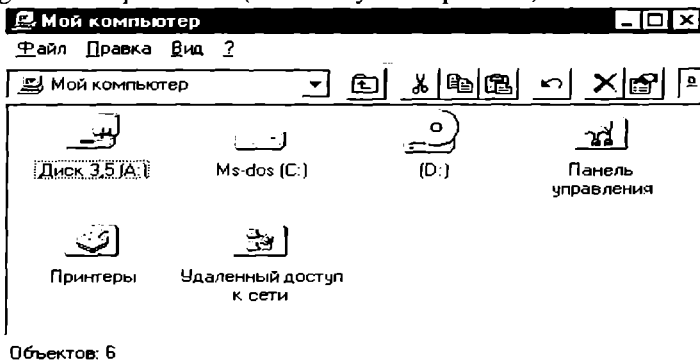 Мой компьютер
Файл Правка Вид ?
Мой компьютер
Диск 3,5 (A:) Ms-dos (C:) (D:) Панель управления
Принтеры Удаленный доступ к сети
Объектов: 6